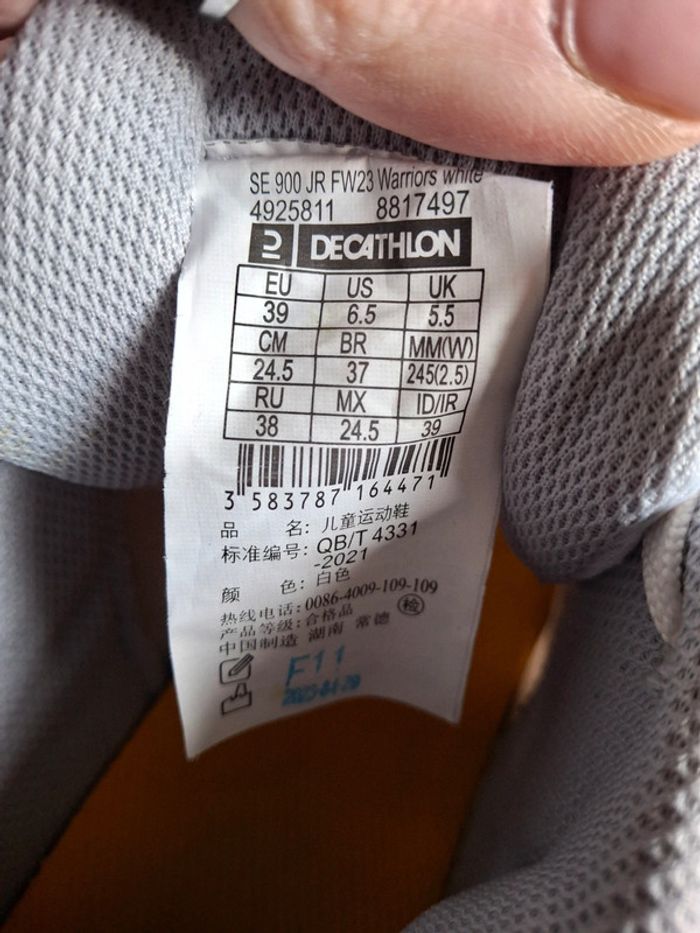 SE 900 JR FW23 Warriors white
4925811 8817497
DECATHLON
EU US UK
39 6.5 5.5
CM BR MM(W)
24.5 37 245(2.5)
RU MX ID/IR
38 24.5 39
3 583787 164471
品 名: 儿童运动鞋
标准编号: QB/T 4331
-2021
颜 色: 白色
热线电话: 0086-4009-109-109
产品等级: 合格品 检
中国制造 湖南 常德
F11